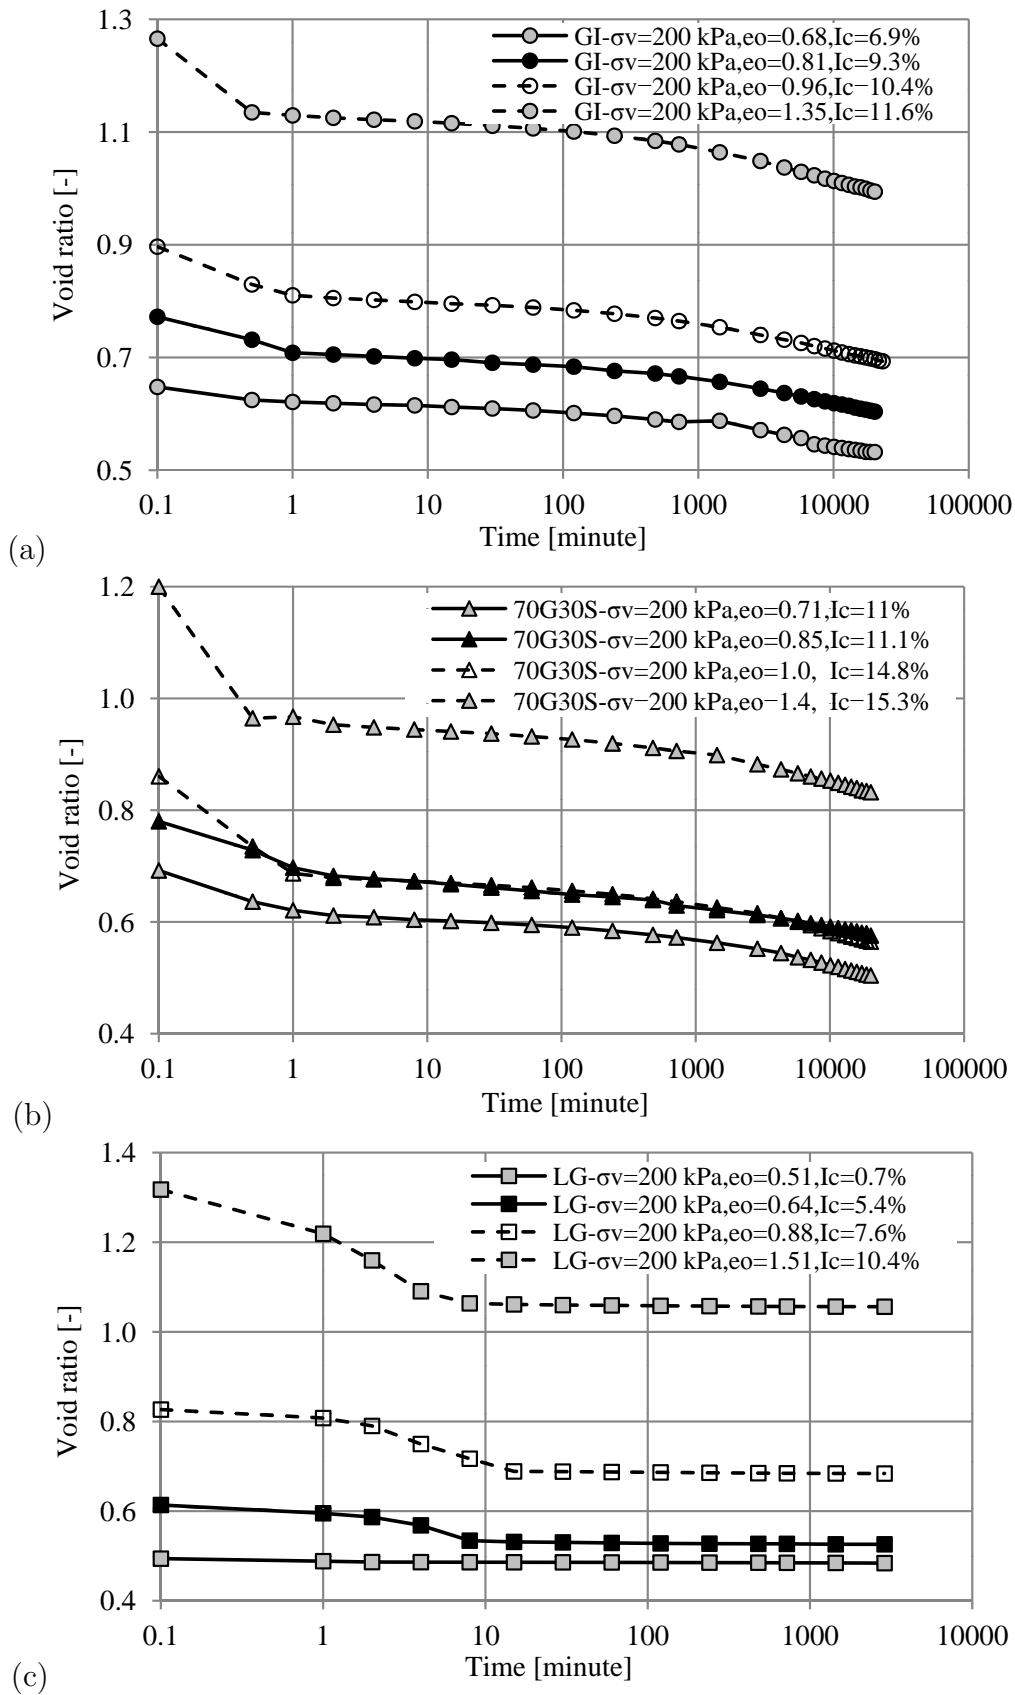 1.3
GI-σv=200 kPa,eo=0.68,Ic=6.9%
GI-σv=200 kPa,eo=0.81,Ic=9.3%
GI-σv=200 kPa,eo=0.96,Ic=10.4%
GI-σv=200 kPa,eo=1.35,Ic=11.6%
1.1
0.9
0.7
0.5
Void ratio [-]
0.1 1 10 100 1000 10000 100000
Time [minute]
(a)
1.2
70G30S-σv=200 kPa,eo=0.71,Ic=11%
70G30S-σv=200 kPa,eo=0.85,Ic=11.1%
70G30S-σv=200 kPa,eo=1.0, Ic=14.8%
70G30S-σv=200 kPa,eo=1.4, Ic=15.3%
1.0
0.8
0.6
0.4
Void ratio [-]
0.1 1 10 100 1000 10000 100000
Time [minute]
(b)
1.4
LG-σv=200 kPa,eo=0.51,Ic=0.7%
LG-σv=200 kPa,eo=0.64,Ic=5.4%
LG-σv=200 kPa,eo=0.88,Ic=7.6%
LG-σv=200 kPa,eo=1.51,Ic=10.4%
1.2
1.0
0.8
0.6
0.4
Void ratio [-]
0.1 1 10 100 1000 10000
Time [minute]
(c)